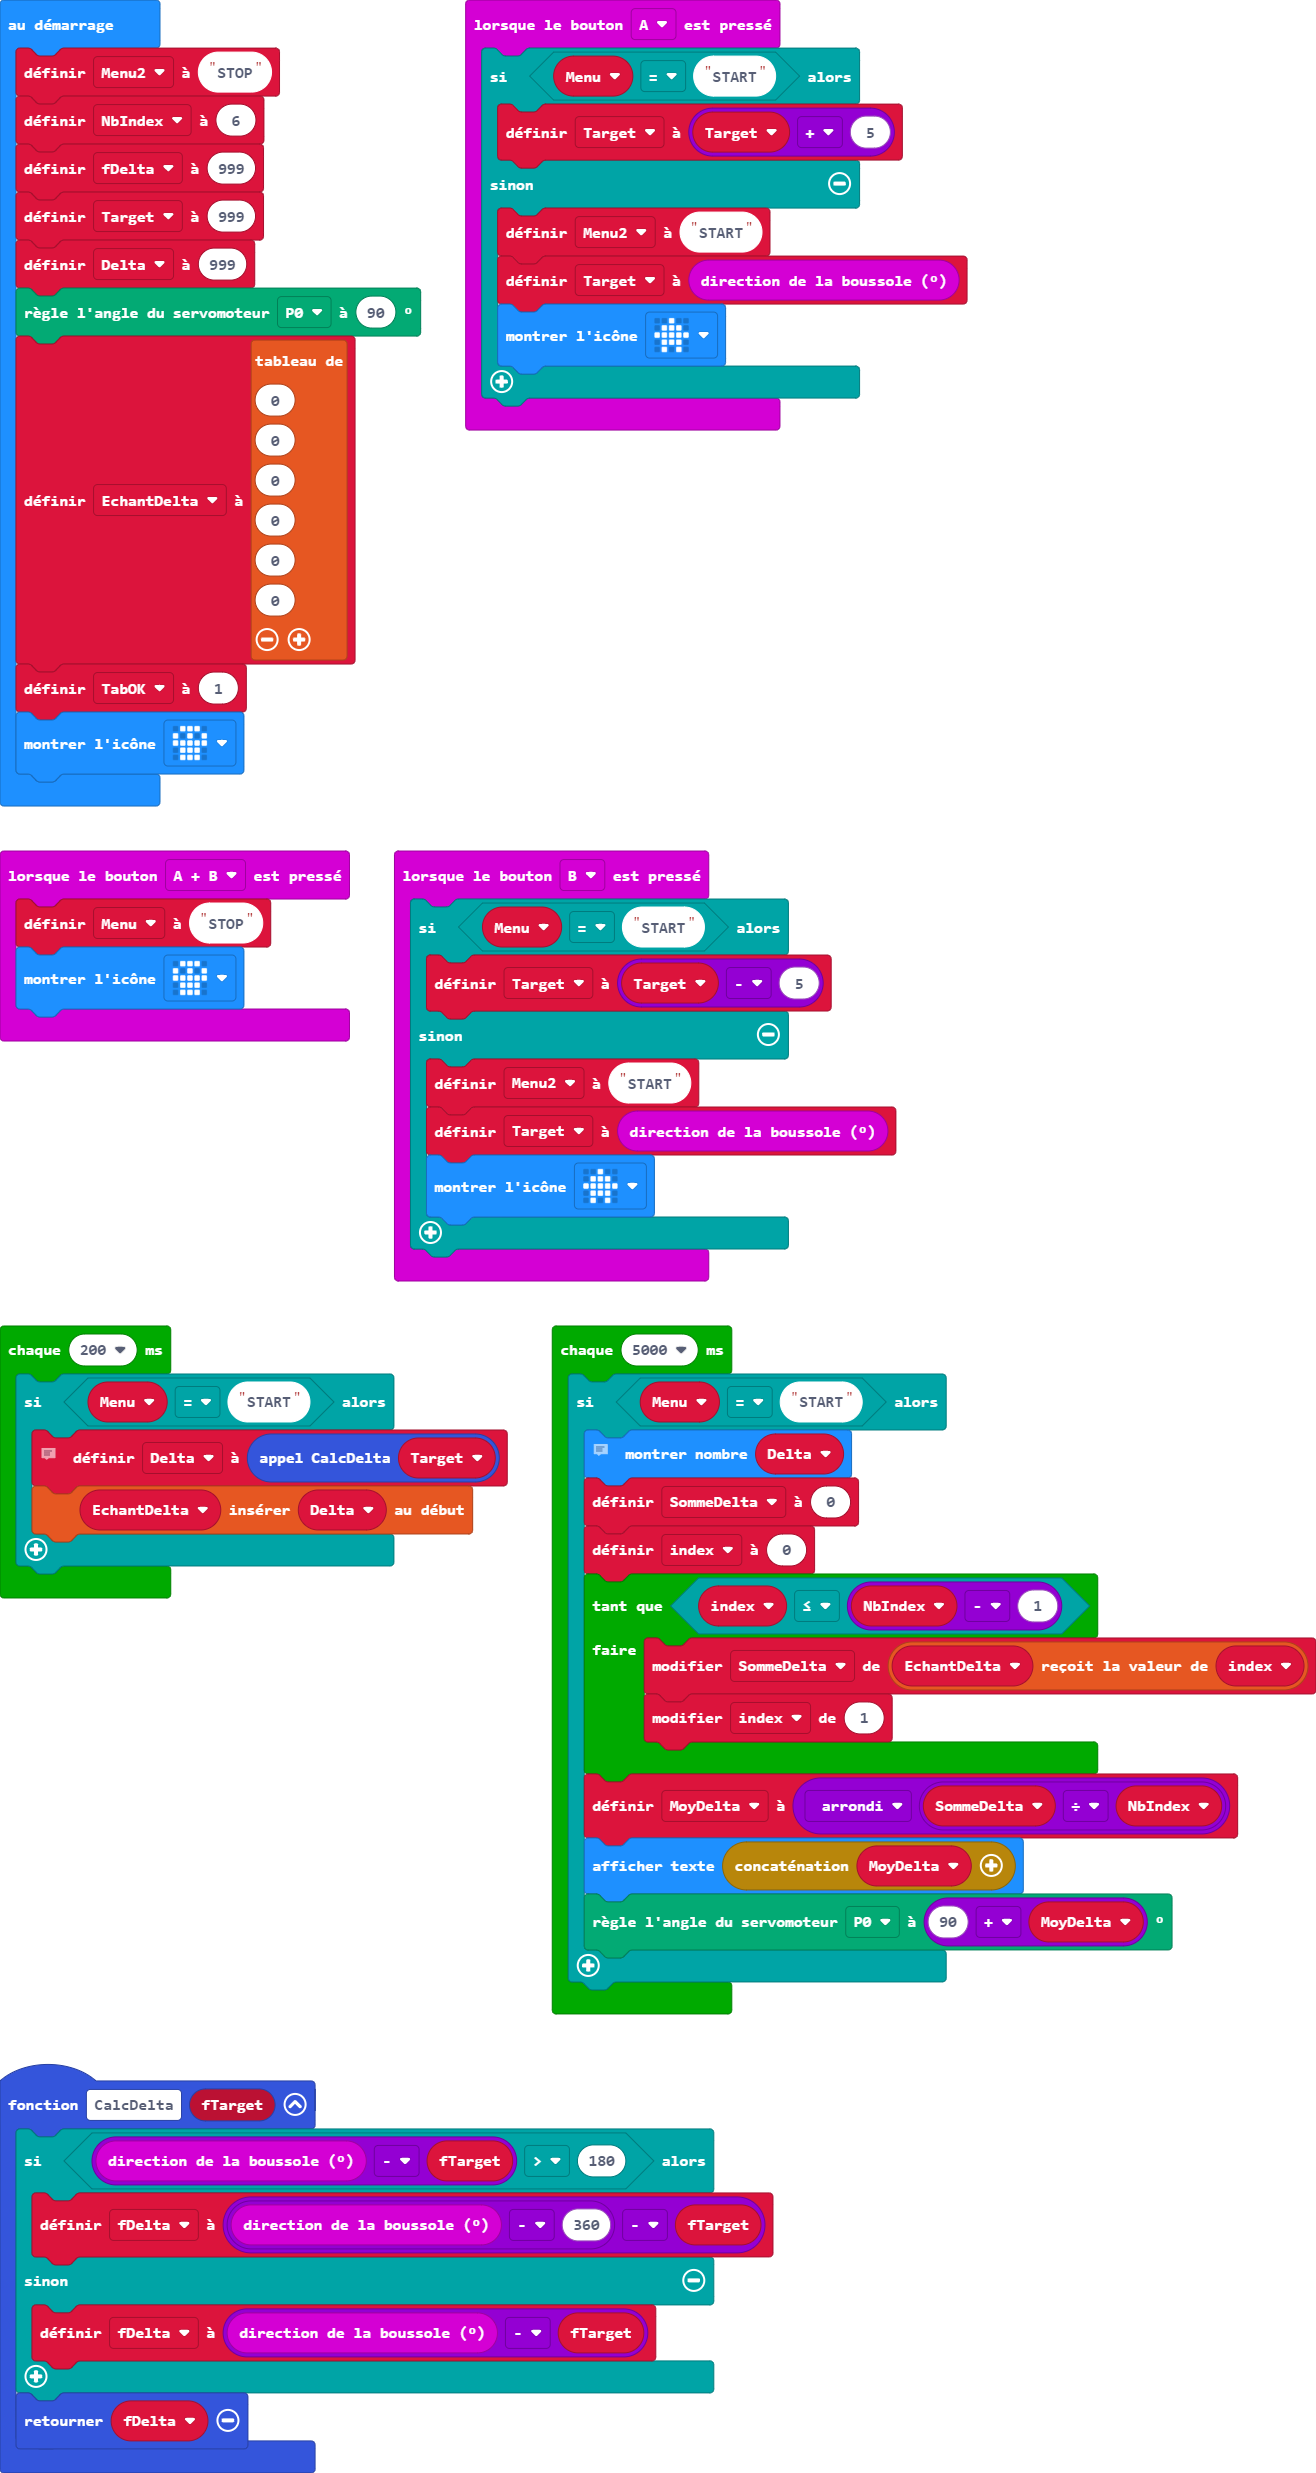 au démarrage
définir Menu2 à "STOP"
définir NbIndex à 6
définir fDelta à 999
définir Target à 999
définir Delta à 999
règle l'angle du servomoteur P0 à 90 º
définir EchantDelta à tableau de
0
0
0
0
0
0
définir TabOK à 1
montrer l'icône
lorsque le bouton A est pressé
si Menu = "START" alors
définir Target à Target + 5
sinon
définir Menu2 à "START"
définir Target à direction de la boussole (º)
montrer l'icône
lorsque le bouton A + B est pressé
définir Menu à "STOP"
montrer l'icône
lorsque le bouton B est pressé
si Menu = "START" alors
définir Target à Target - 5
sinon
définir Menu2 à "START"
définir Target à direction de la boussole (º)
montrer l'icône
chaque 200 ms
si Menu = "START" alors
définir Delta à appel CalcDelta Target
EchantDelta insérer Delta au début
chaque 5000 ms
si Menu = "START" alors
montrer nombre Delta
définir SommeDelta à 0
définir index à 0
tant que index ≤ NbIndex - 1
faire
modifier SommeDelta de EchantDelta reçoit la valeur de index
modifier index de 1
définir MoyDelta à arrondi SommeDelta ÷ NbIndex
afficher texte concaténation MoyDelta
règle l'angle du servomoteur P0 à 90 + MoyDelta º
fonction CalcDelta fTarget
si direction de la boussole (º) - fTarget > 180 alors
définir fDelta à direction de la boussole (º) - 360 - fTarget
sinon
définir fDelta à direction de la boussole (º) - fTarget
retourner fDelta